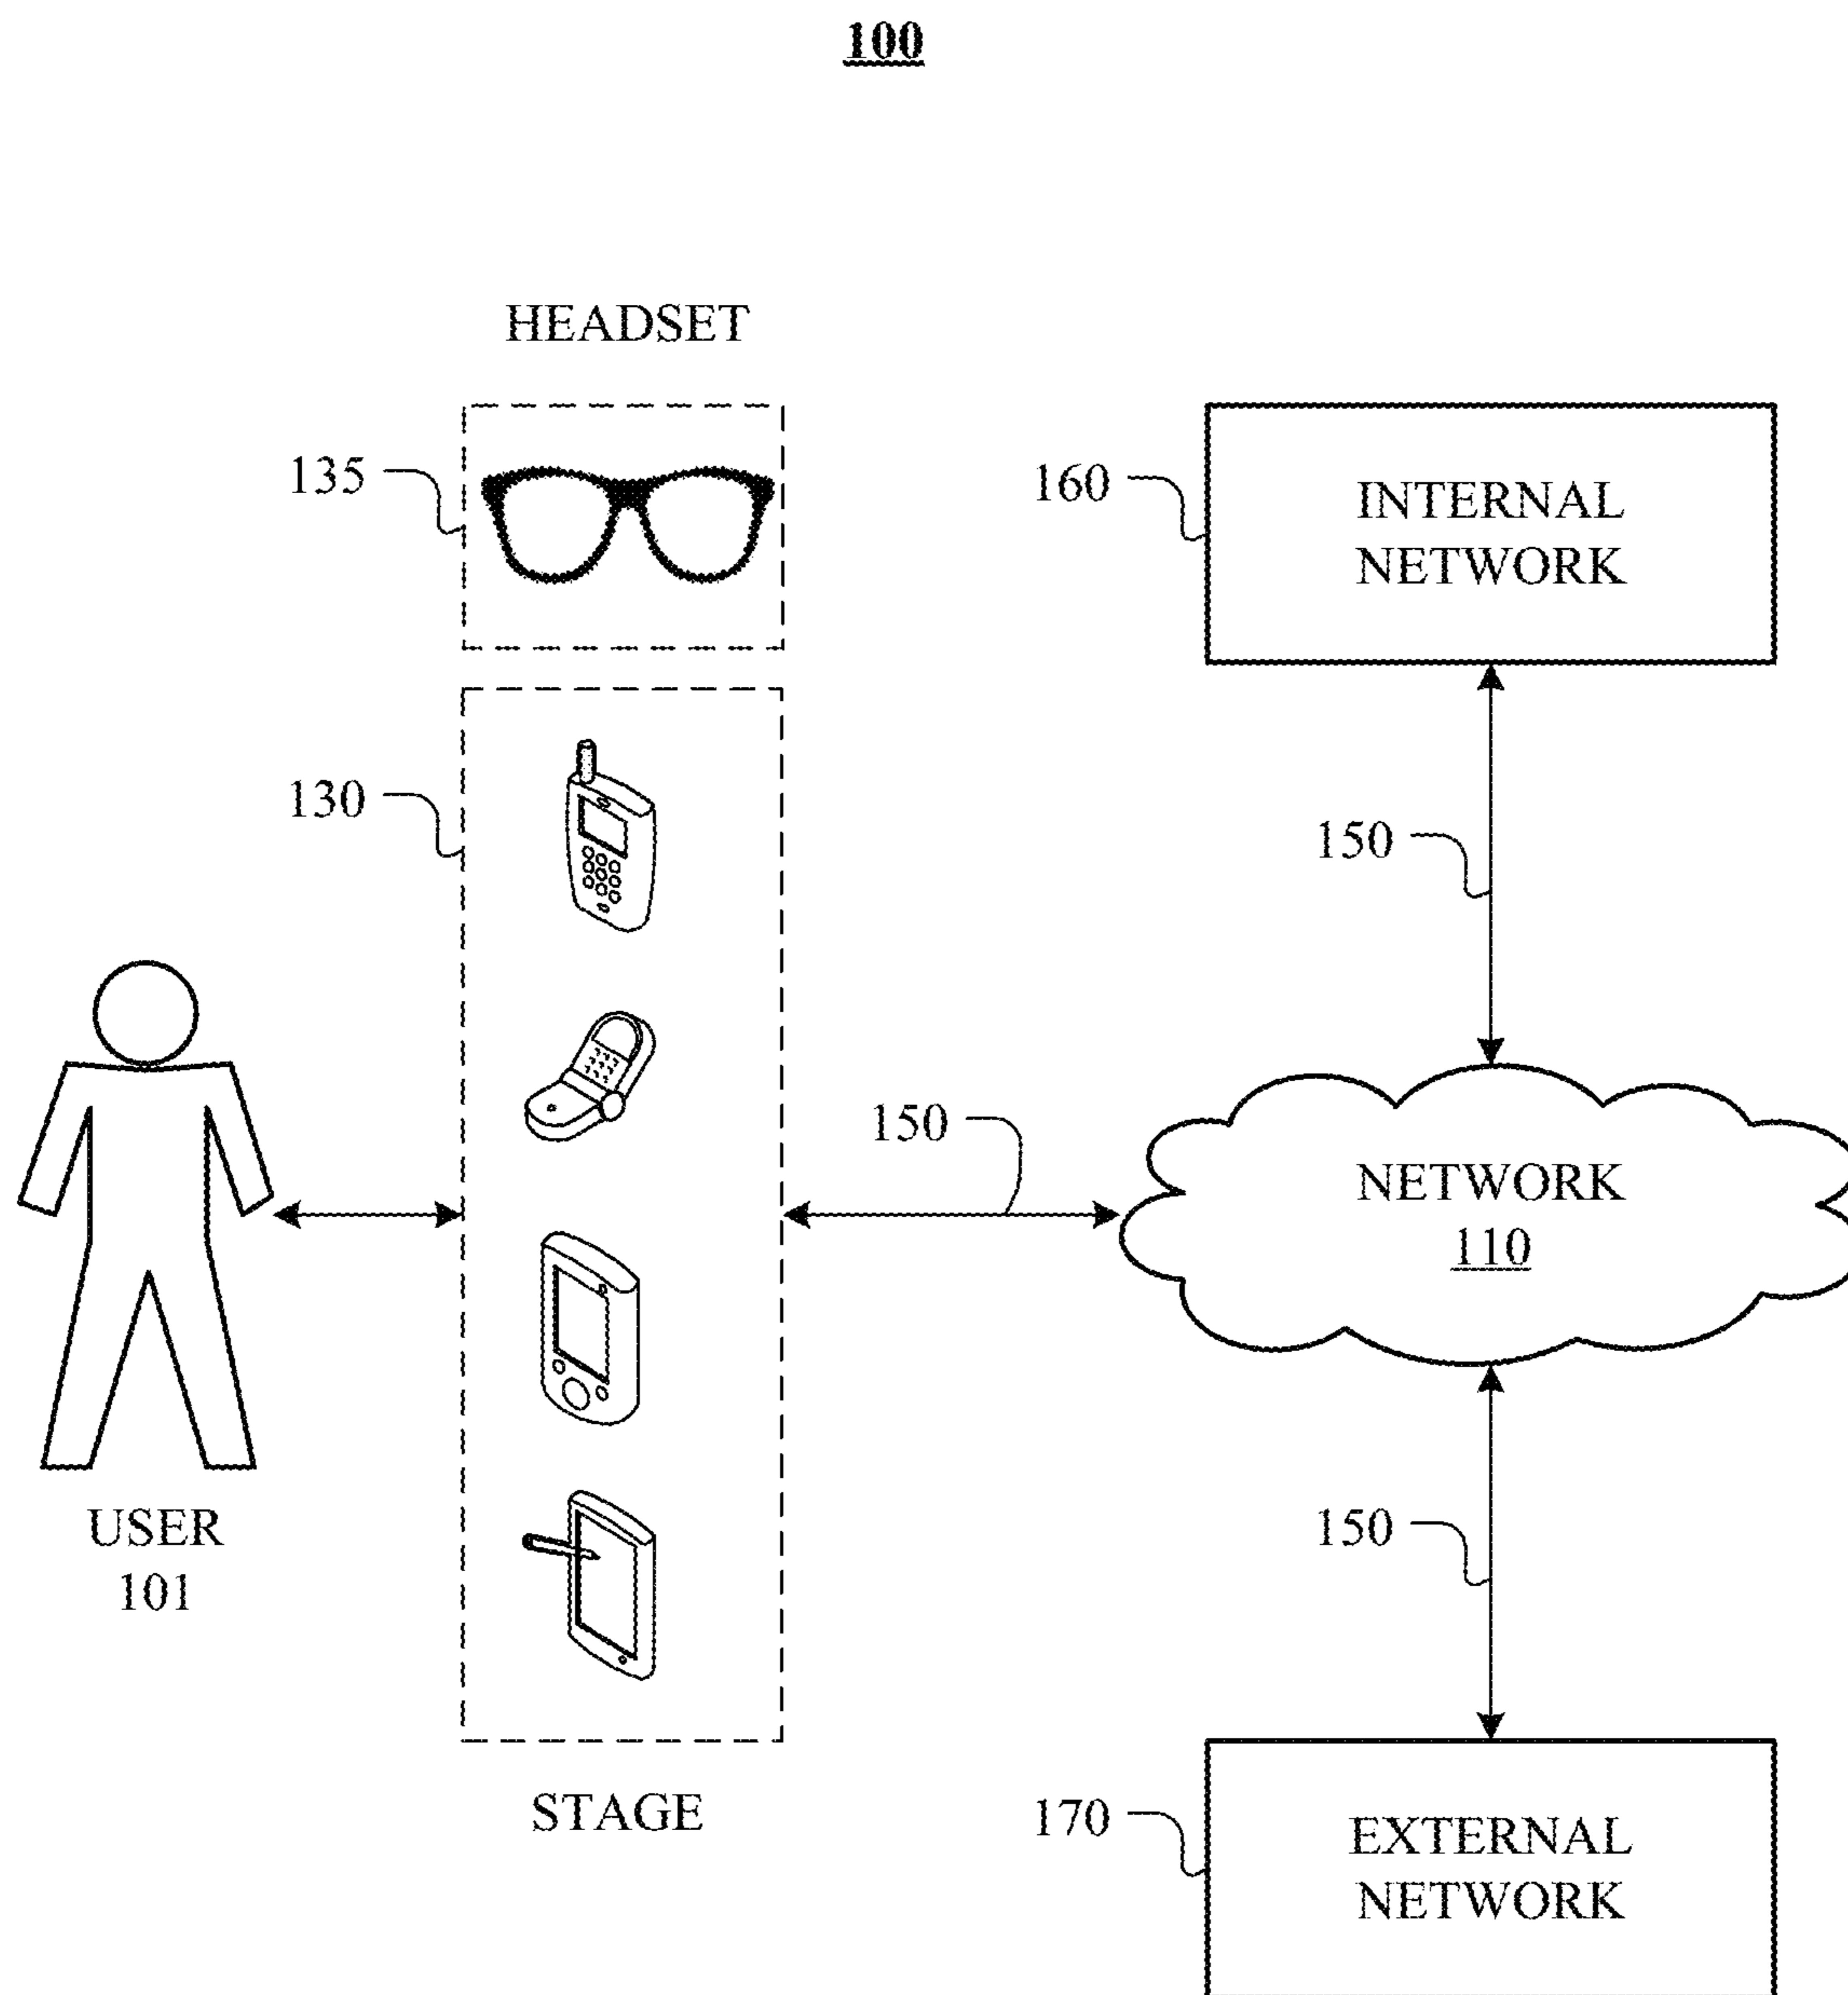 100
HEADSET
135
160
INTERNAL
NETWORK
130
150
150
NETWORK
110
USER
101
150
STAGE
170
EXTERNAL
NETWORK